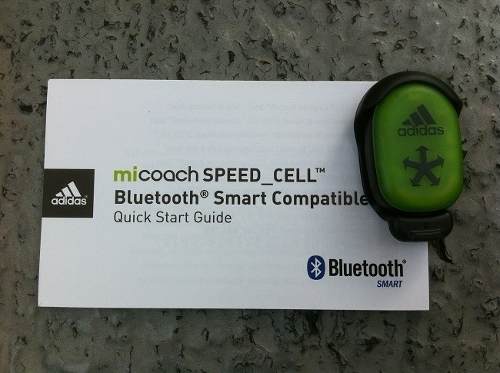 micoach SPEED_CELL™
Bluetooth® Smart Compatible
Quick Start Guide
adidas
Bluetooth®
SMART
adidas